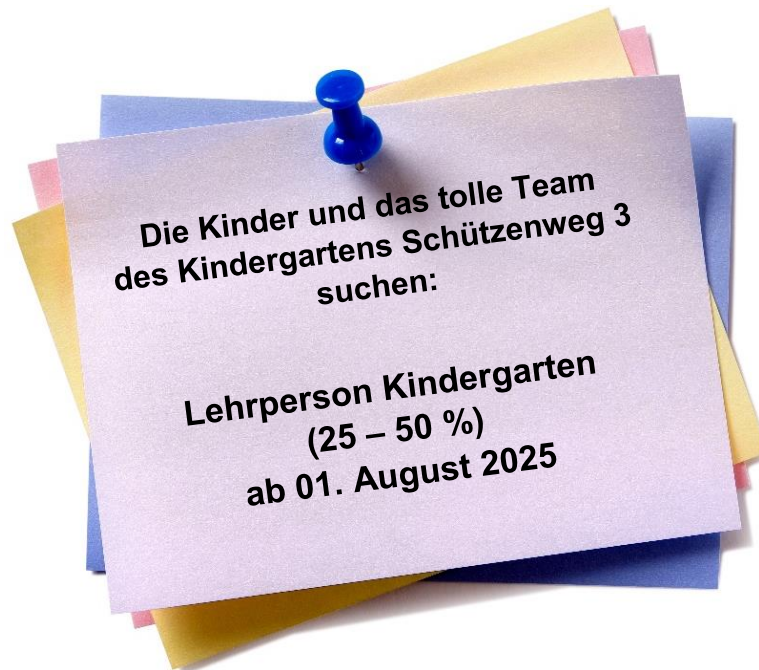 Die Kinder und das tolle Team
des Kindergartens Schützenweg 3
suchen:
Lehrperson Kindergarten
(25 – 50 %)
ab 01. August 2025